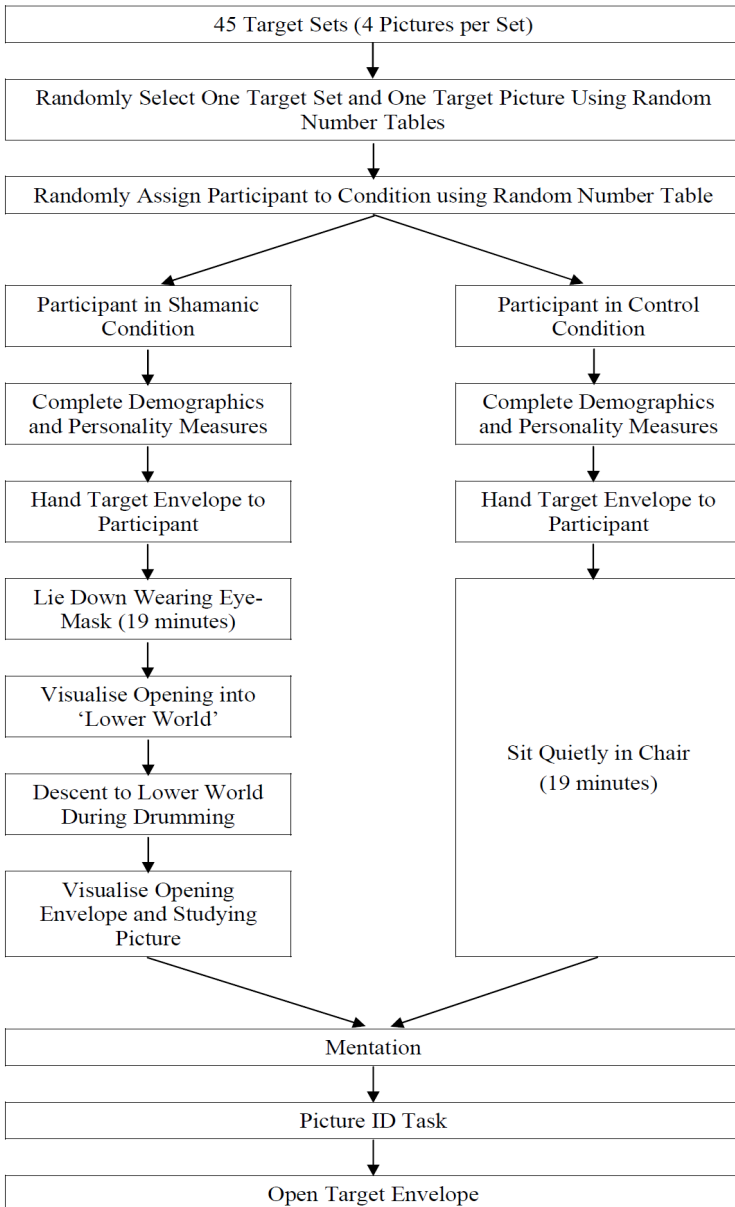 45 Target Sets (4 Pictures per Set)
Randomly Select One Target Set and One Target Picture Using Random
Number Tables
Randomly Assign Participant to Condition using Random Number Table
Participant in Shamanic
Condition
Complete Demographics
and Personality Measures
Hand Target Envelope to
Participant
Lie Down Wearing Eye-
Mask (19 minutes)
Visualise Opening into
‘Lower World’
Descent to Lower World
During Drumming
Visualise Opening
Envelope and Studying
Picture
Participant in Control
Condition
Complete Demographics
and Personality Measures
Hand Target Envelope to
Participant
Sit Quietly in Chair
(19 minutes)
Mentation
Picture ID Task
Open Target Envelope